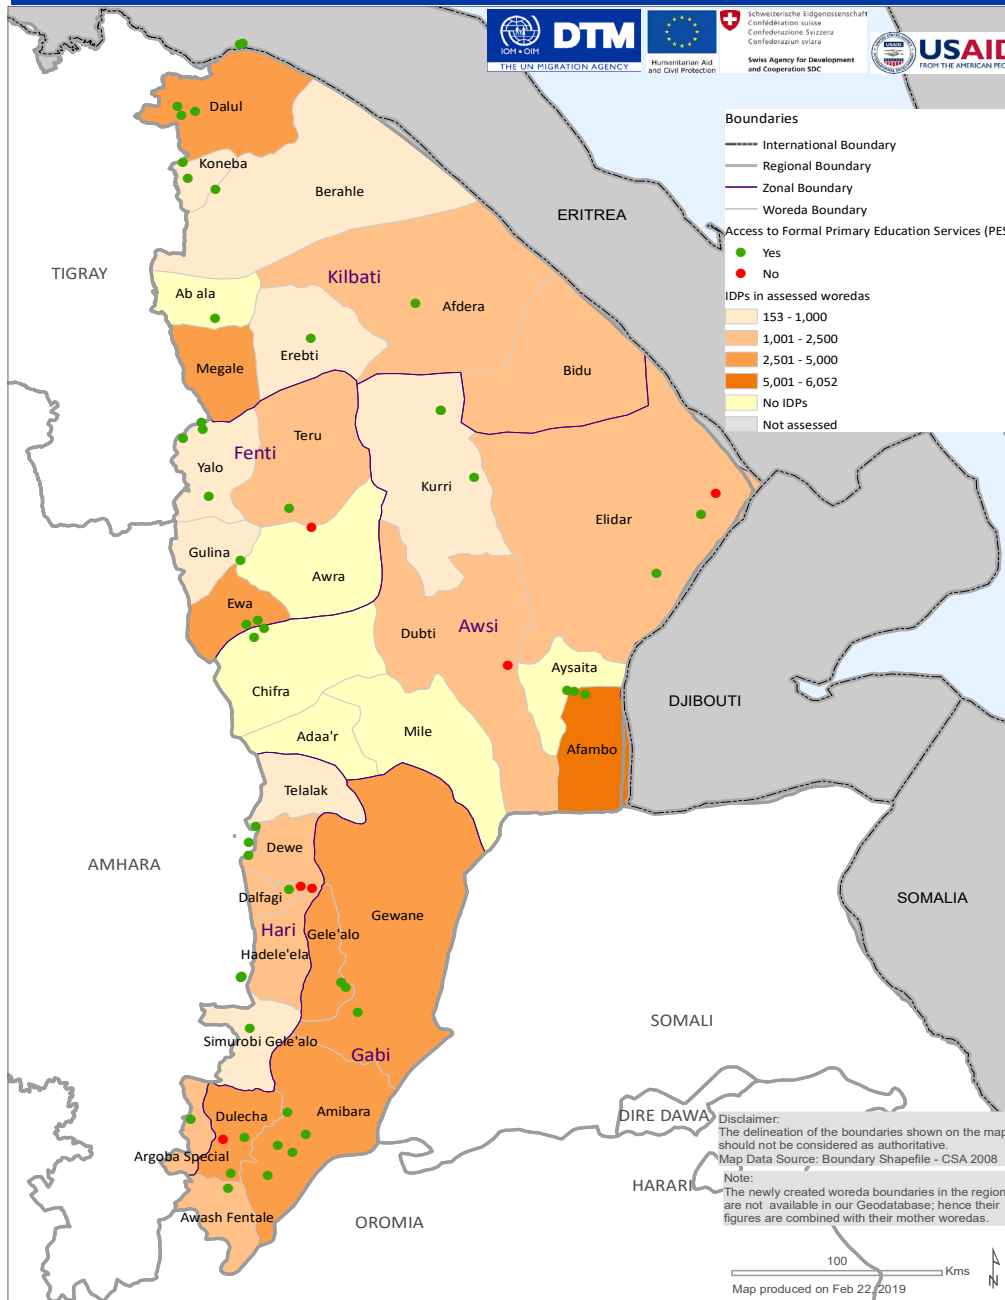 IOM • OIM
DTM
THE UN MIGRATION AGENCY
Humanitarian Aid
and Civil Protection
Schweizerische Eidgenossenschaft
Confédération suisse
Confederazione Svizzera
Confederaziun svizra
Swiss Agency for Development
and Cooperation SDC
USAID
USAID
FROM THE AMERICAN PEO
Boundaries
International Boundary
Regional Boundary
Zonal Boundary
Woreda Boundary
Access to Formal Primary Education Services (PES
Yes
No
IDPs in assessed woredas
153 - 1,000
1,001 - 2,500
2,501 - 5,000
5,001 - 6,052
No IDPs
Not assessed
Dalul
Koneba
Berahle
ERITREA
TIGRAY
Kilbati
Ab ala
Afdera
Erebti
Megale
Bidu
Teru
Fenti
Yalo
Kurri
Elidar
Gulina
Awra
Ewa
Dubti
Awsi
Aysaita
Chifra
DJIBOUTI
Mile
Adaa'r
Afambo
Telalak
Dewe
AMHARA
Dalfagi
SOMALIA
Gewane
Hari
Gele'alo
Hadele'ela
SOMALI
Simurobi Gele'alo
Gabi
Amibara
Dulecha
DIRE DAWA
Argoba Special
HARARI
Awash Fentale
OROMIA
Disclaimer:
The delineation of the boundaries shown on the map
should not be considered as authoritative.
Map Data Source: Boundary Shapefile - CSA 2008
Note:
The newly created woreda boundaries in the region
are not available in our Geodatabase; hence their
figures are combined with their mother woredas.
100
Kms
N
Map produced on Feb 22, 2019